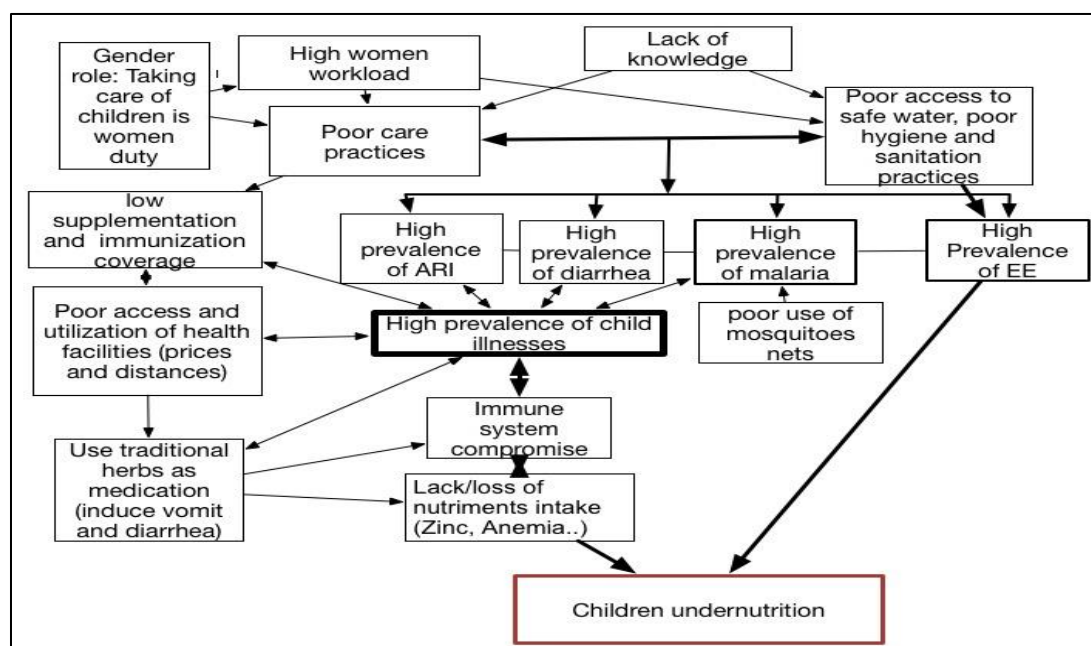 Gender
role: Taking
care of
children is
women
duty
High women
workload
Lack of
knowledge
Poor care
practices
Poor access to
safe water, poor
hygiene and
sanitation
practices
low
supplementation
and immunization
coverage
High
prevalence
of ARI
High
prevalence
of diarrhea
High
prevalence
of malaria
High
Prevalence
of EE
Poor access and
utilization of health
facilities (prices
and distances)
High prevalence of child
illnesses
poor use of
mosquitoes
nets
Immune
system
compromise
Use traditional
herbs as
medication
(induce vomit
and diarrhea)
Lack/loss of
nutriments intake
(Zinc, Anemia..)
Children undernutrition